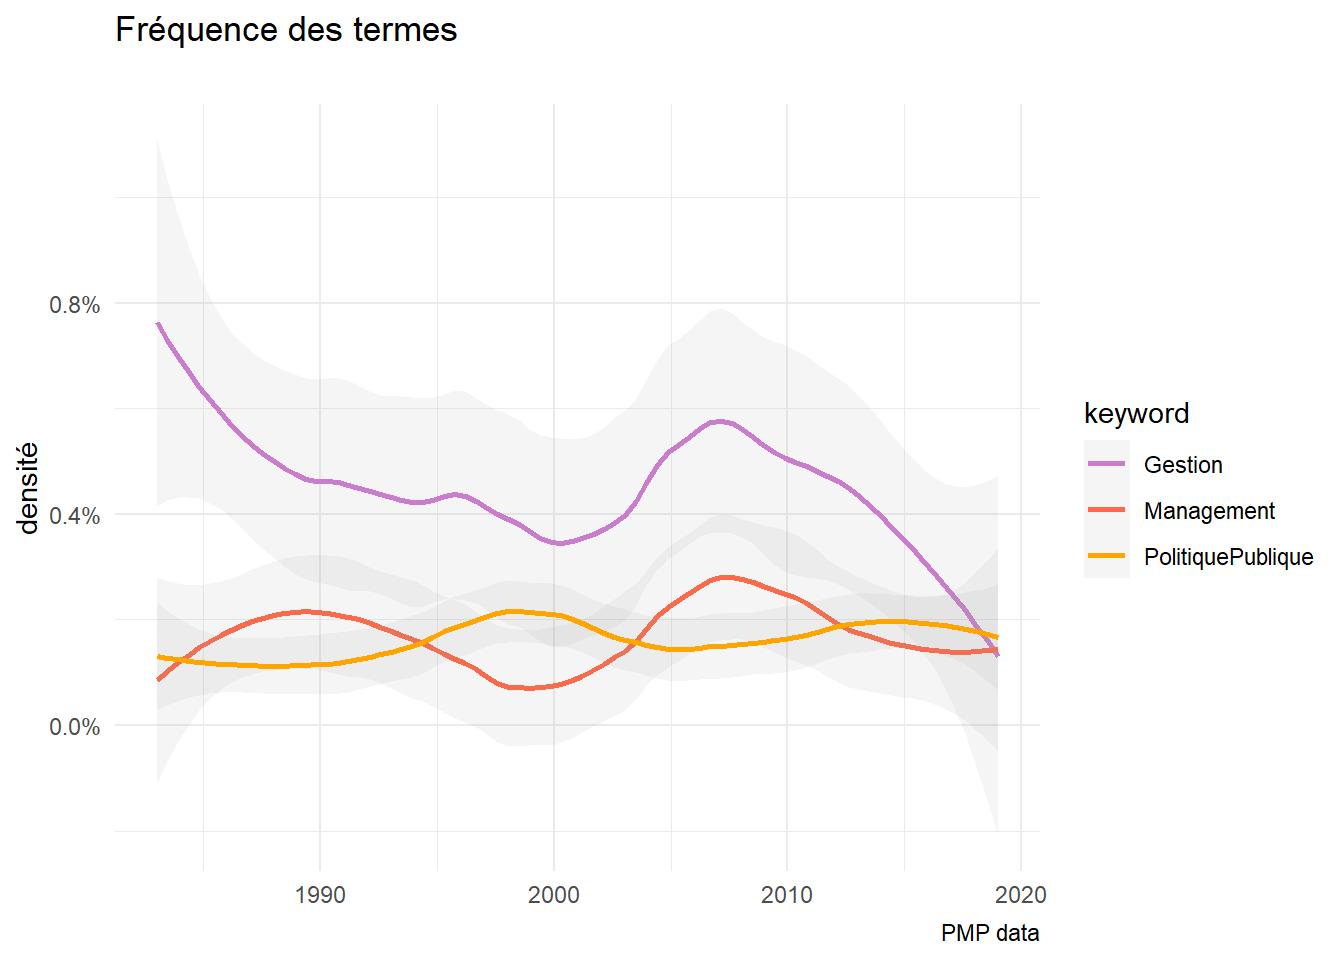 Fréquence des termes
densité
0.8%
0.4%
0.0%
1990
2000
2010
2020
PMP data
keyword
Gestion
Management
PolitiquePublique